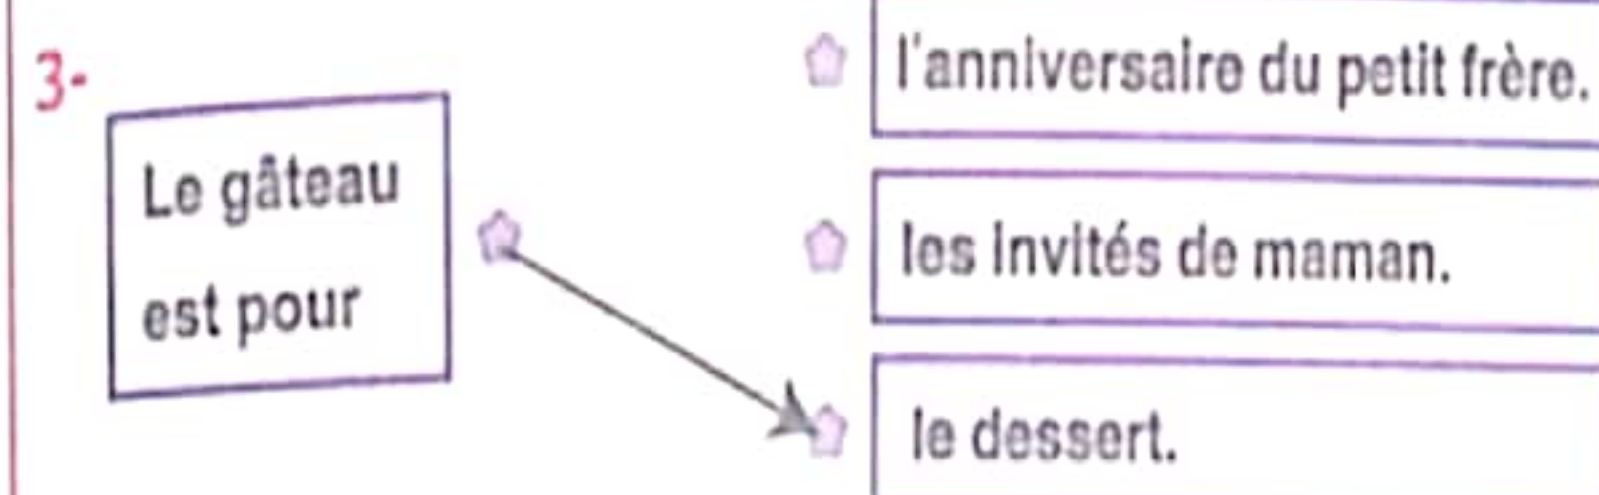 3-
Le gâteau
est pour
l'anniversaire du petit frère.
les invités de maman.
le dessert.